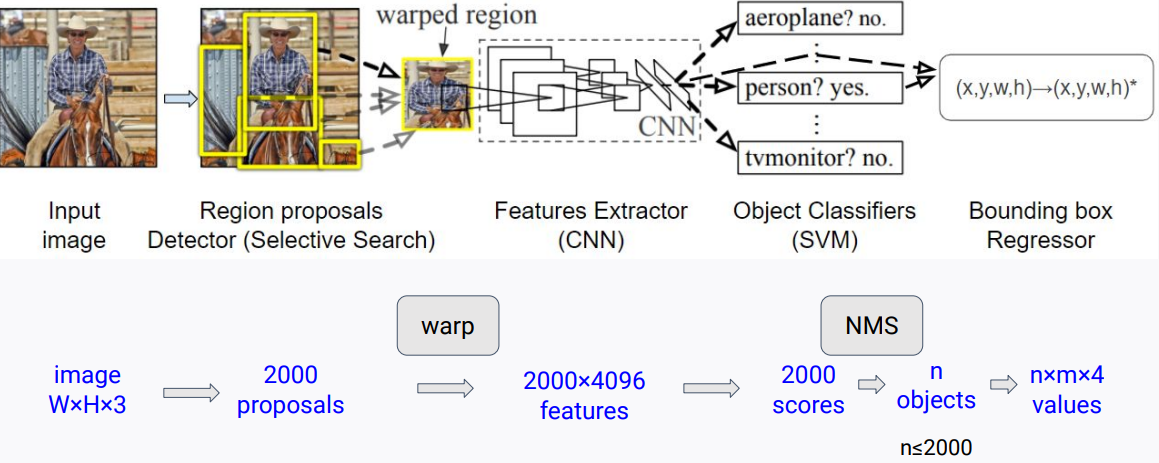 warped region
aeroplane? no.
person? yes.
tvmonitor? no.
CNN
(x,y,w,h)→(x,y,w,h)*
Input
image
Region proposals
Detector (Selective Search)
Features Extractor
(CNN)
Object Classifiers
(SVM)
Bounding box
Regressor
warp
NMS
image
W×H×3
2000
proposals
2000×4096
features
2000
scores
n
objects
n≤2000
n×m×4
values